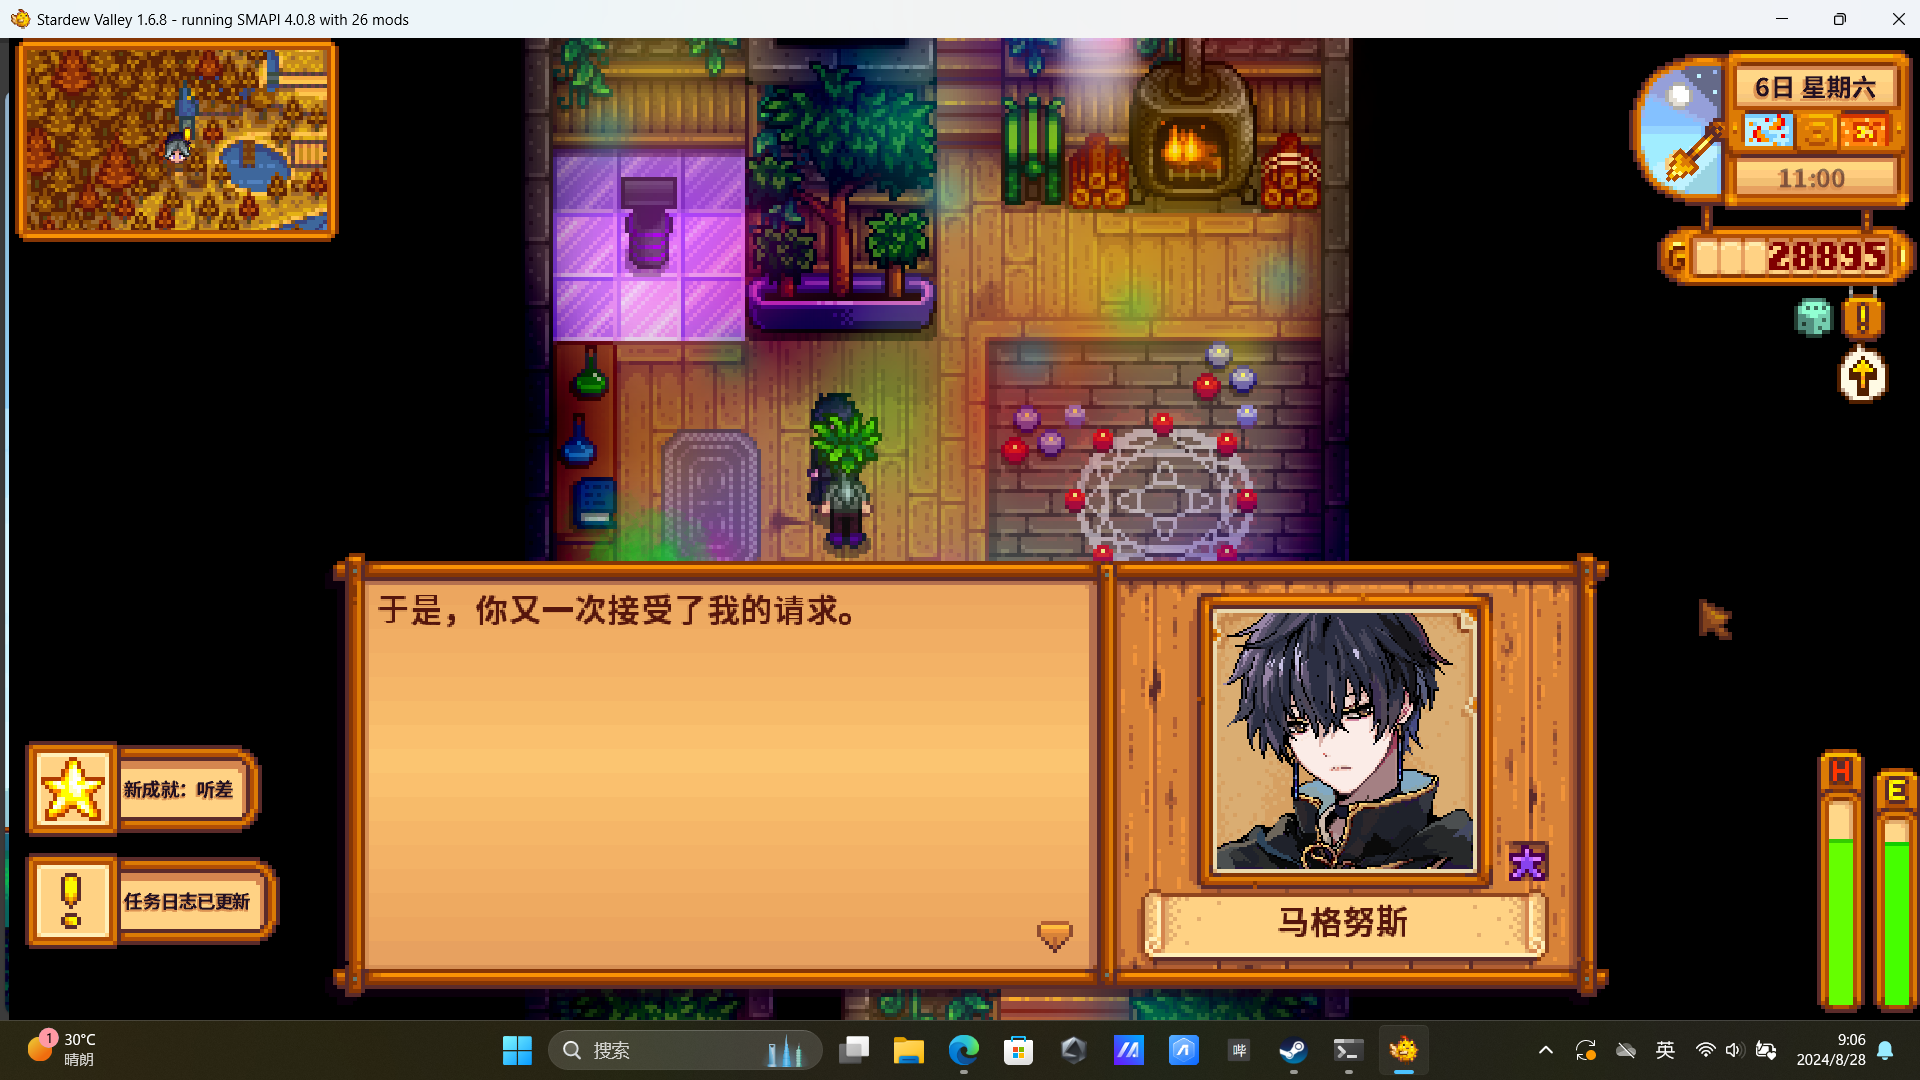 Stardew Valley 1.6.8 - running SMAPI 4.0.8 with 26 mods
6日 星期六
11:00
G 28895
于是，你又一次接受了我的请求。
马格努斯
新成就：听差
任务日志已更新
H
E
1
30°C
晴朗
搜索
哔
英
9:06
2024/8/28